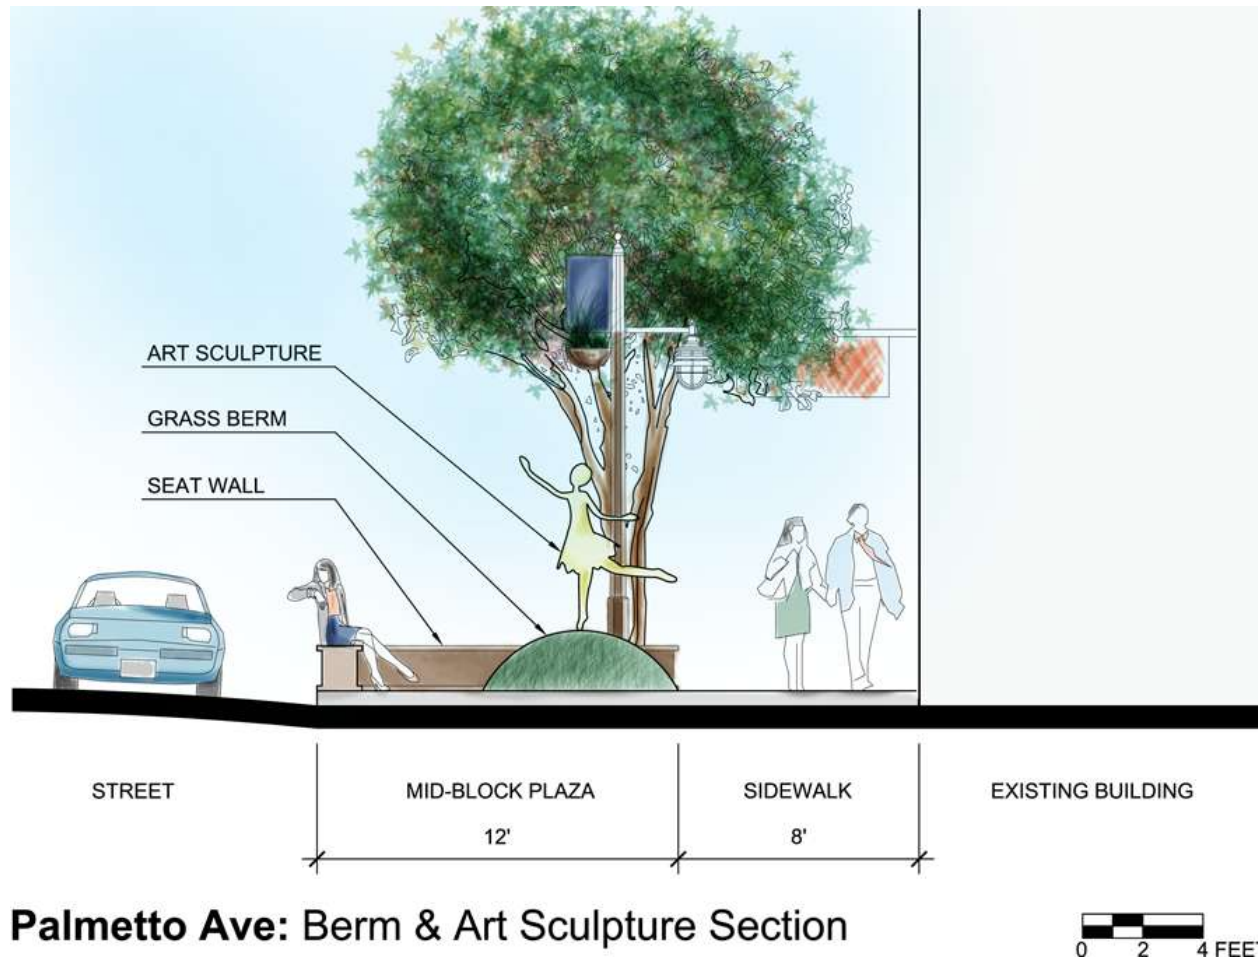 ART SCULPTURE
GRASS BERM
SEAT WALL
STREET
MID-BLOCK PLAZA
SIDEWALK
EXISTING BUILDING
12'
8'
Palmetto Ave: Berm & Art Sculpture Section
0 2 4 FEET